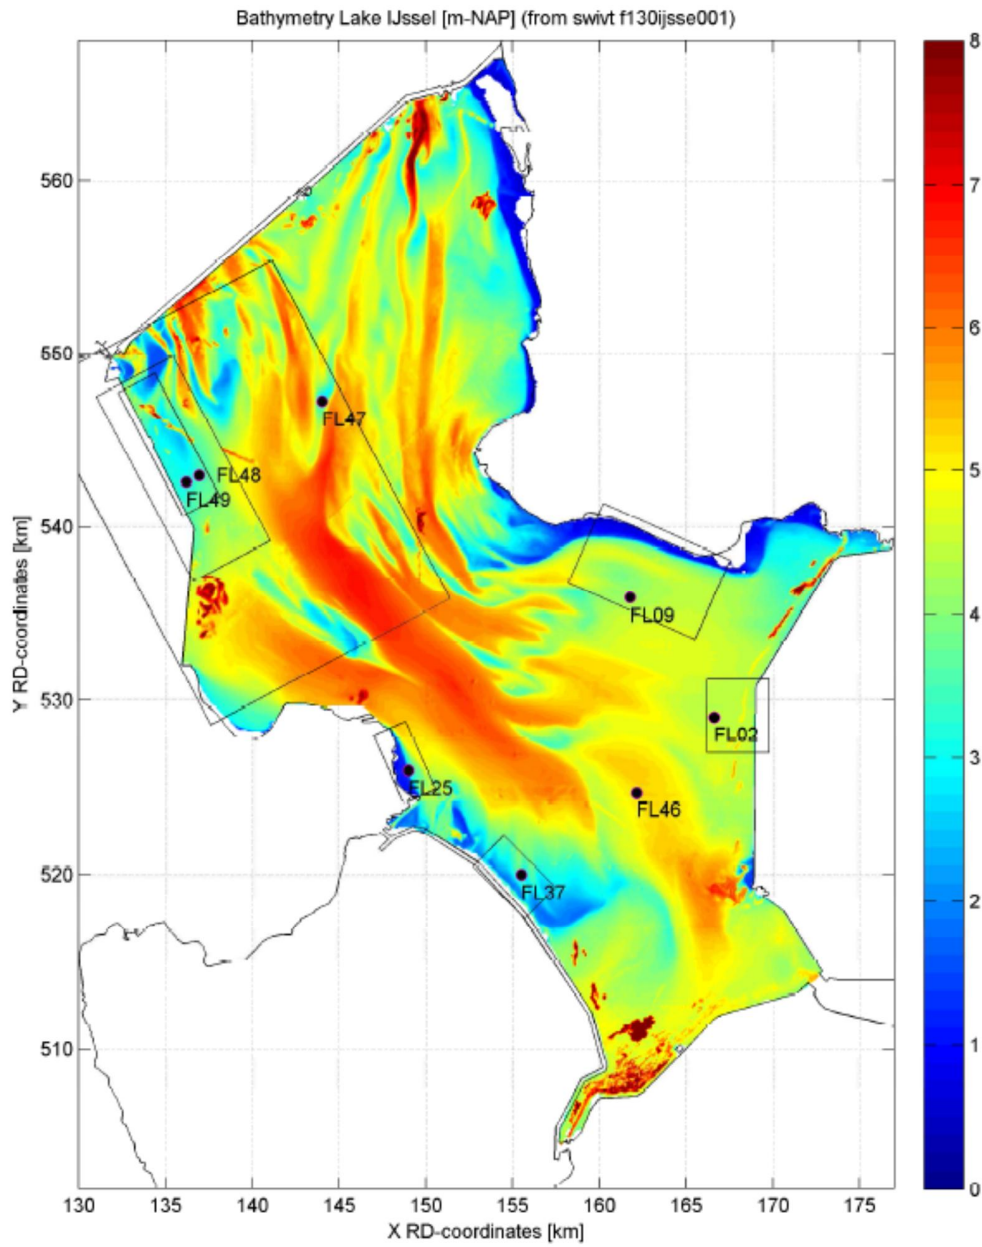 Bathymetry Lake IJssel [m-NAP] (from swivt f130ijsse001)
8
7
6
5
4
3
2
1
0
560
550
540
530
520
510
Y RD-coordinates [km]
FL47
FL48
FL49
FL09
FL02
FL25
FL46
FL37
130 135 140 145 150 155 160 165 170 175
X RD-coordinates [km]